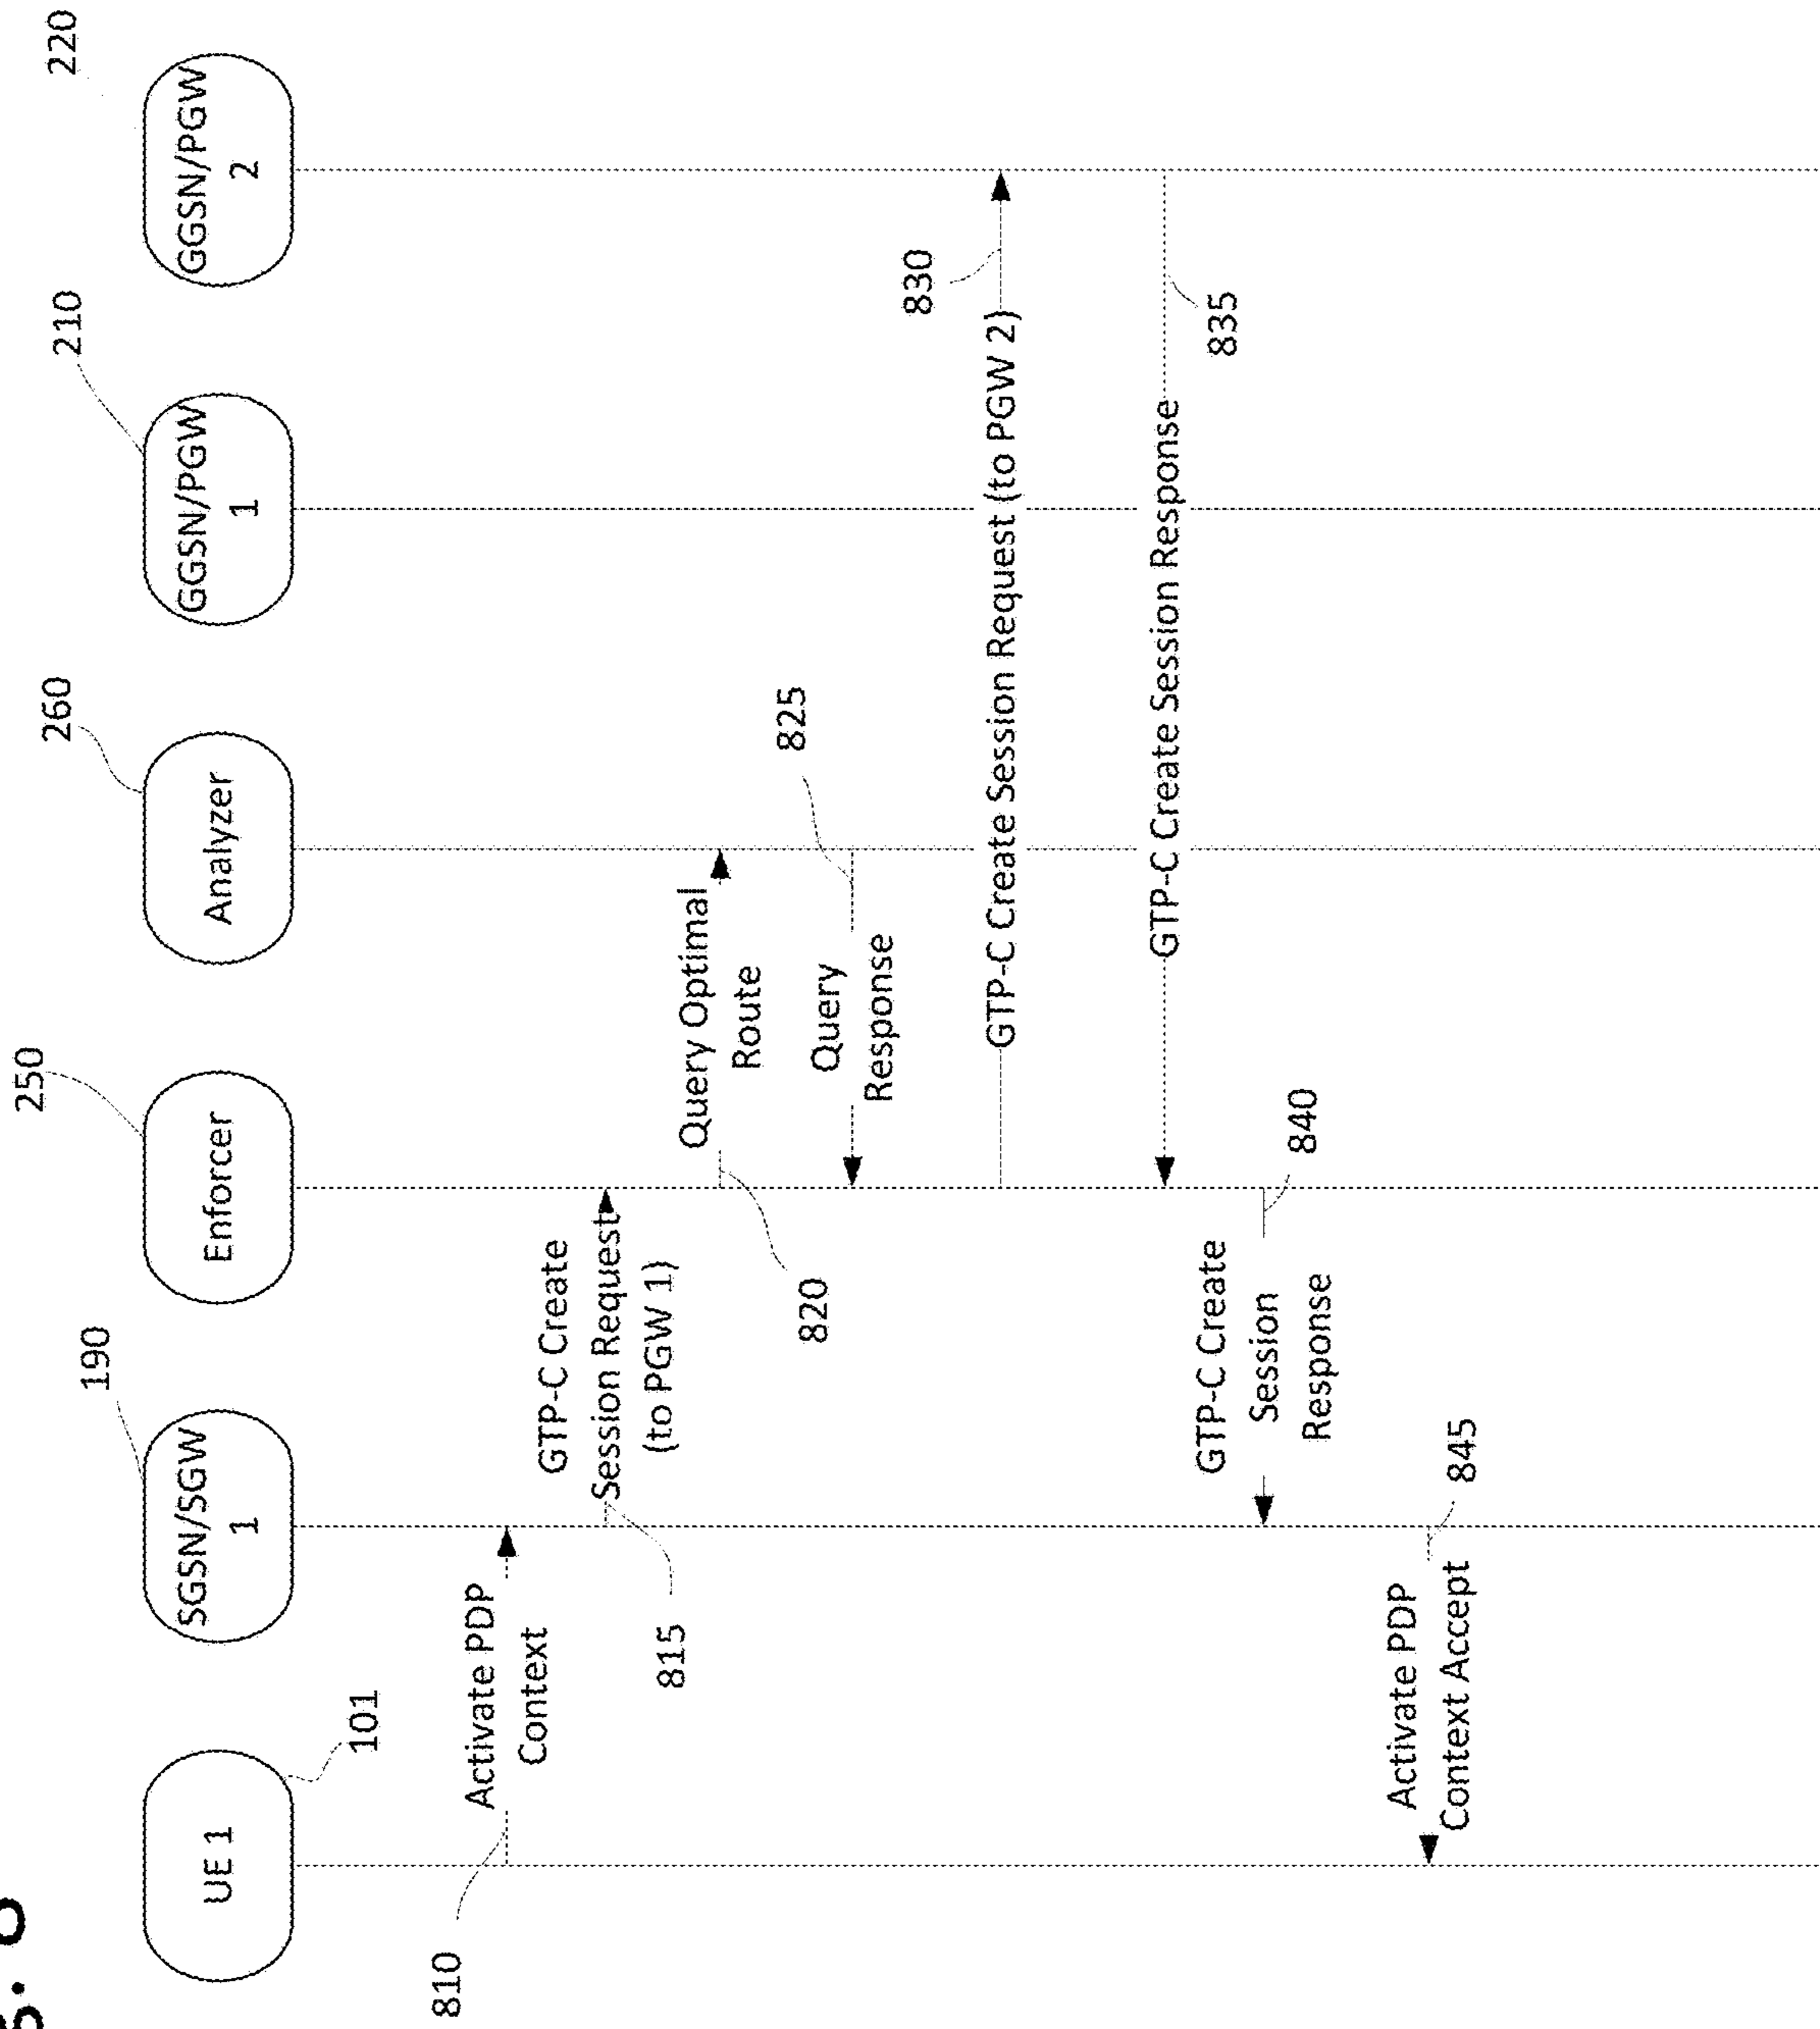 101
190
250
260
210
220
UE 1
SGSN/SGW
1
Enforcer
Analyzer
GGSN/PGW
1
GGSN/PGW
2
810
Activate PDP
Context
815
GTP-C Create
Session Request
(to PGW 1)
820
Query Optimal
Route
825
Query
Response
830
GTP-C Create Session Request (to PGW 2)
GTP-C Create Session Response
835
GTP-C Create
Session
Response
840
Activate PDP
Context Accept
845